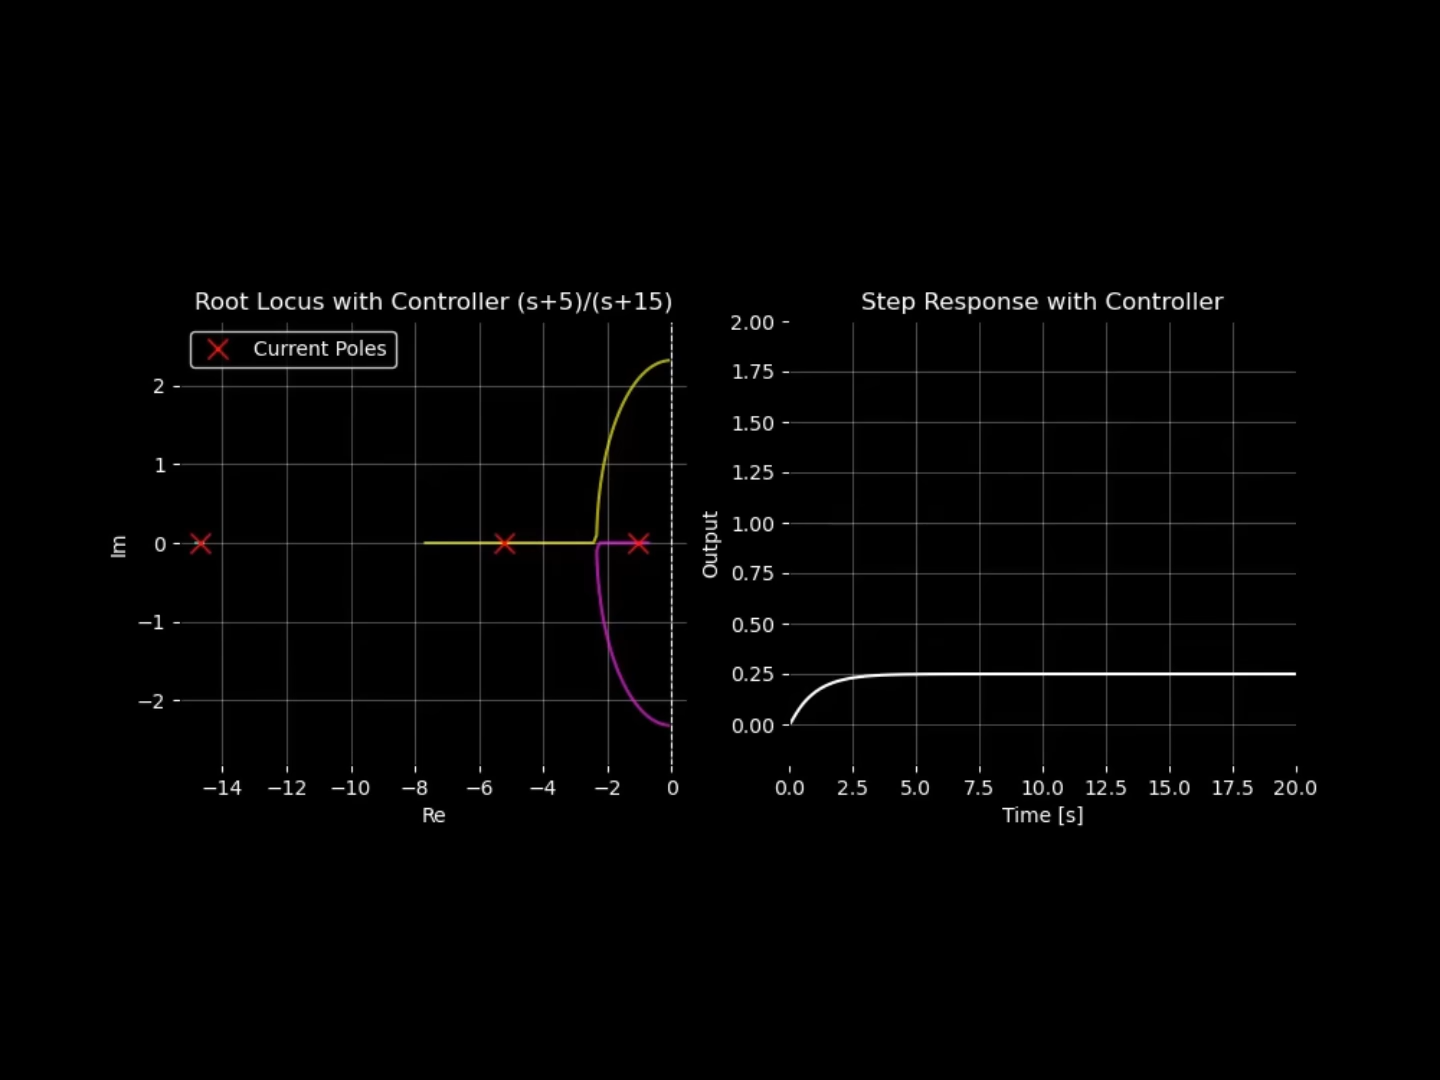 Root Locus with Controller (s+5)/(s+15)
Current Poles
2
1
0
−1
−2
Im
−14 −12 −10 −8 −6 −4 −2 0
Re
Step Response with Controller
2.00
1.75
1.50
1.25
1.00
0.75
0.50
0.25
0.00
Output
0.0 2.5 5.0 7.5 10.0 12.5 15.0 17.5 20.0
Time [s]